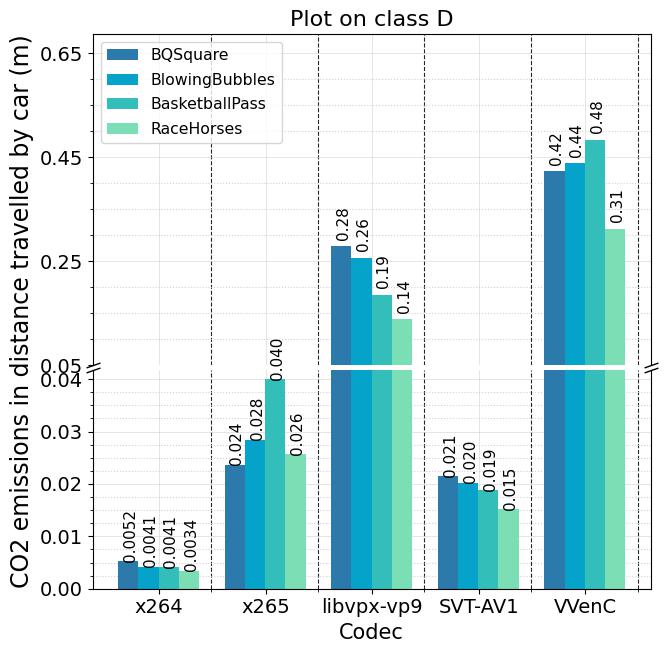 Plot on class D
CO2 emissions in distance travelled by car (m)
0.65
0.45
0.25
0.05
0.04
0.03
0.02
0.01
0.00
BQSquare
BlowingBubbles
BasketballPass
RaceHorses
0.0052
0.0041
0.0041
0.0034
0.024
0.028
0.040
0.026
0.28
0.26
0.19
0.14
0.021
0.020
0.019
0.015
0.42
0.44
0.48
0.31
x264
x265
libvpx-vp9
SVT-AV1
VVenC
Codec